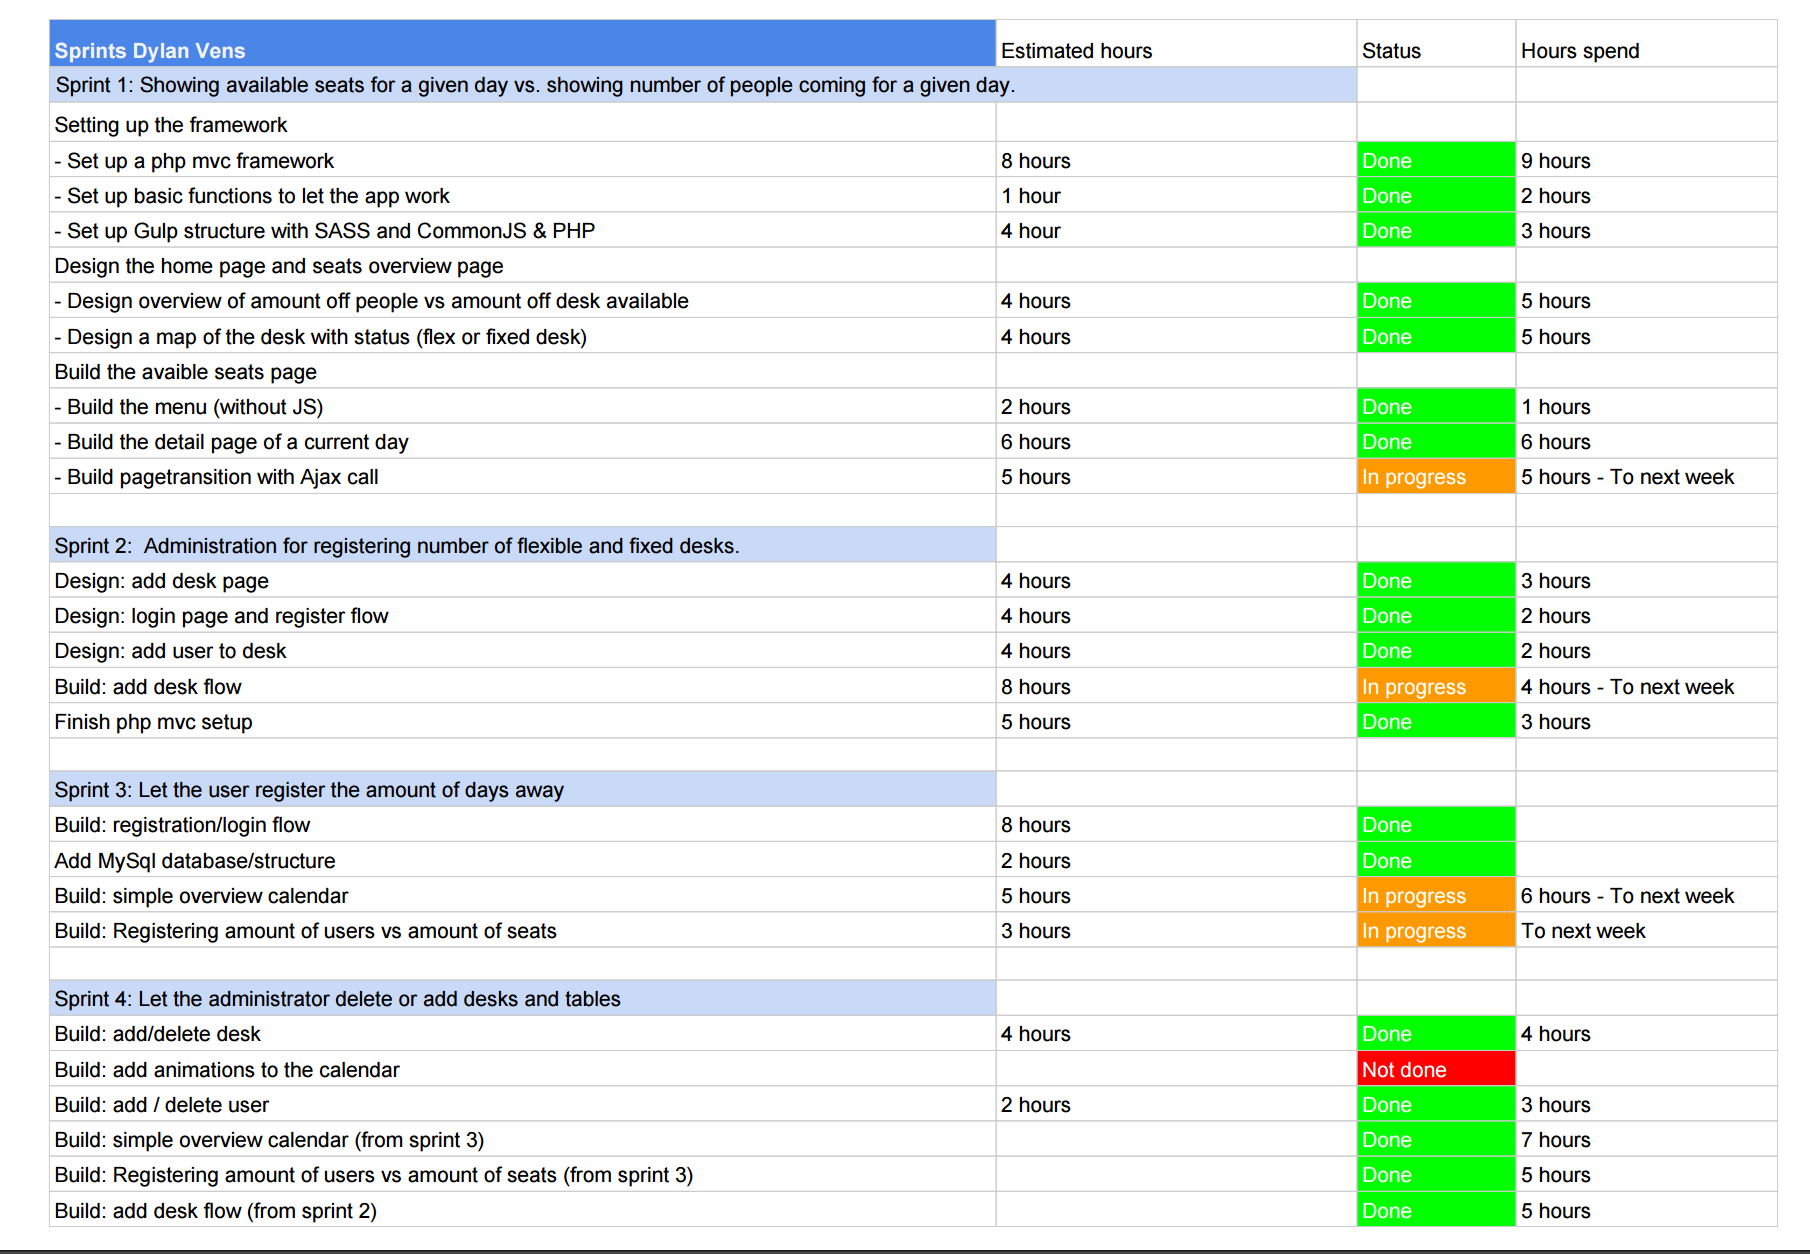 Sprints Dylan Vens Estimated hours Status Hours spend
Sprint 1: Showing available seats for a given day vs. showing number of people coming for a given day.
Setting up the framework
- Set up a php mvc framework 8 hours Done 9 hours
- Set up basic functions to let the app work 1 hour Done 2 hours
- Set up Gulp structure with SASS and CommonJS & PHP 4 hour Done 3 hours
Design the home page and seats overview page
- Design overview of amount off people vs amount off desk available 4 hours Done 5 hours
- Design a map of the desk with status (flex or fixed desk) 4 hours Done 5 hours
Build the avaible seats page
- Build the menu (without JS) 2 hours Done 1 hours
- Build the detail page of a current day 6 hours Done 6 hours
- Build pagetransition with Ajax call 5 hours In progress 5 hours - To next week
Sprint 2:  Administration for registering number of flexible and fixed desks.
Design: add desk page 4 hours Done 3 hours
Design: login page and register flow 4 hours Done 2 hours
Design: add user to desk 4 hours Done 2 hours
Build: add desk flow 8 hours In progress 4 hours - To next week
Finish php mvc setup 5 hours Done 3 hours
Sprint 3: Let the user register the amount of days away
Build: registration/login flow 8 hours Done
Add MySql database/structure 2 hours Done
Build: simple overview calendar 5 hours In progress 6 hours - To next week
Build: Registering amount of users vs amount of seats 3 hours In progress To next week
Sprint 4: Let the administrator delete or add desks and tables
Build: add/delete desk 4 hours Done 4 hours
Build: add animations to the calendar Not done
Build: add / delete user 2 hours Done 3 hours
Build: simple overview calendar (from sprint 3) Done 7 hours
Build: Registering amount of users vs amount of seats (from sprint 3) Done 5 hours
Build: add desk flow (from sprint 2) Done 5 hours